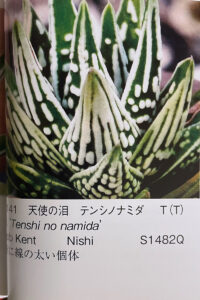 41 天使の泪 テンシノナミダ T(T)
'Tenshi no namida'
Kent Nishi S1482Q
に線の太い個体